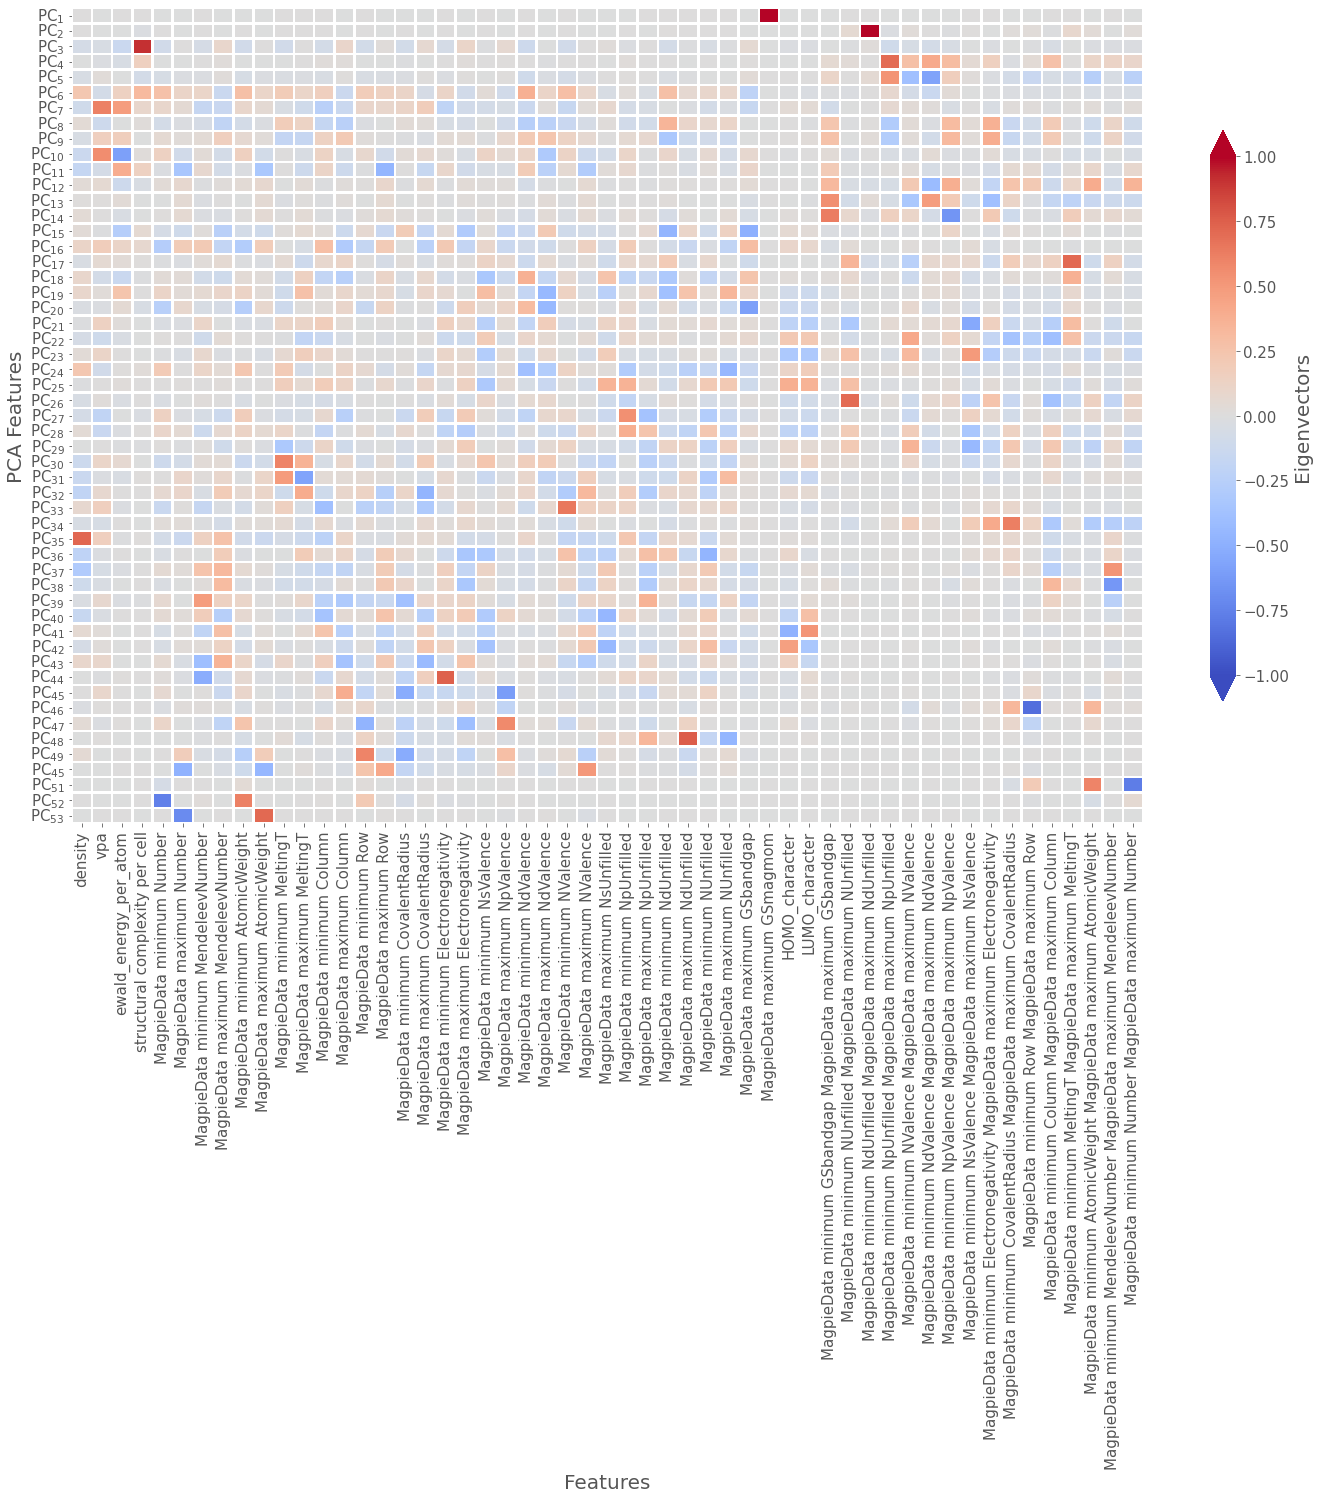 PC1
PC2
PC3
PC4
PC5
PC6
PC7
PC8
PC9
PC10
PC11
PC12
PC13
PC14
PC15
PC16
PC17
PC18
PC19
PC20
PC21
PC22
PC23
PC24
PC25
PC26
PC27
PC28
PC29
PC30
PC31
PC32
PC33
PC34
PC35
PC36
PC37
PC38
PC39
PC40
PC41
PC42
PC43
PC44
PC45
PC46
PC47
PC48
PC49
PC45
PC51
PC52
PC53
PCA Features
density
vpa
ewald_energy_per_atom
structural complexity per cell
MagpieData minimum Number
MagpieData maximum Number
MagpieData minimum MendeleevNumber
MagpieData maximum MendeleevNumber
MagpieData minimum AtomicWeight
MagpieData maximum AtomicWeight
MagpieData minimum MeltingT
MagpieData maximum MeltingT
MagpieData minimum Column
MagpieData maximum Column
MagpieData minimum Row
MagpieData maximum Row
MagpieData minimum CovalentRadius
MagpieData maximum CovalentRadius
MagpieData minimum Electronegativity
MagpieData maximum Electronegativity
MagpieData minimum NsValence
MagpieData maximum NpValence
MagpieData minimum NdValence
MagpieData maximum NdValence
MagpieData minimum NValence
MagpieData maximum NValence
MagpieData maximum NsUnfilled
MagpieData minimum NpUnfilled
MagpieData maximum NpUnfilled
MagpieData minimum NdUnfilled
MagpieData maximum NdUnfilled
MagpieData minimum NUnfilled
MagpieData maximum NUnfilled
MagpieData maximum GSbandgap
MagpieData maximum GSmagmom
HOMO_character
LUMO_character
MagpieData minimum GSbandgap MagpieData maximum GSbandgap
MagpieData minimum NUnfilled MagpieData maximum NUnfilled
MagpieData minimum NdUnfilled MagpieData maximum NdUnfilled
MagpieData minimum NpUnfilled MagpieData maximum NpUnfilled
MagpieData minimum NValence MagpieData maximum NValence
MagpieData minimum NdValence MagpieData maximum NdValence
MagpieData minimum NpValence MagpieData maximum NpValence
MagpieData minimum NsValence MagpieData maximum NsValence
MagpieData minimum Electronegativity MagpieData maximum Electronegativity
MagpieData minimum CovalentRadius MagpieData maximum CovalentRadius
MagpieData minimum Row MagpieData maximum Row
MagpieData minimum Column MagpieData maximum Column
MagpieData minimum MeltingT MagpieData maximum MeltingT
MagpieData minimum AtomicWeight MagpieData maximum AtomicWeight
MagpieData minimum MendeleevNumber MagpieData maximum MendeleevNumber
MagpieData minimum Number MagpieData maximum Number
Features
1.00
0.75
0.50
0.25
0.00
−0.25
−0.50
−0.75
−1.00
Eigenvectors